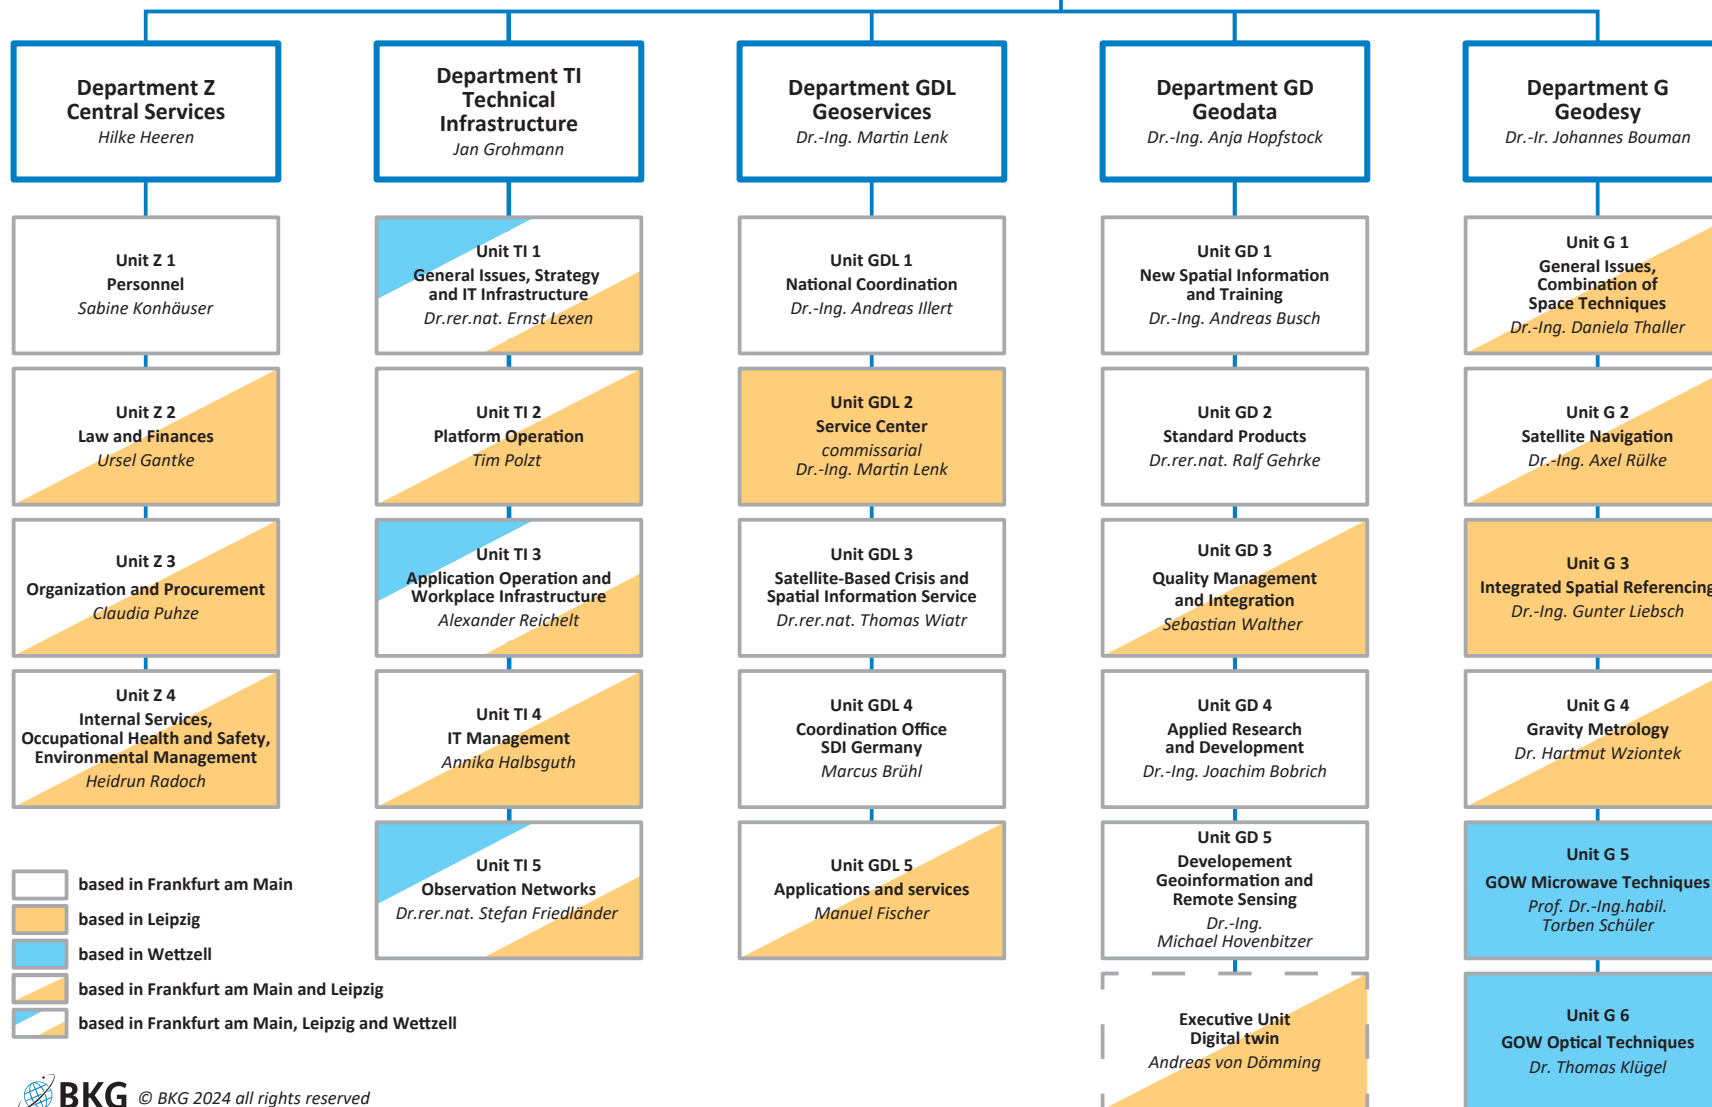 Department Z
Central Services
Hilke Heeren
Department TI
Technical
Infrastructure
Jan Grohmann
Department GDL
Geoservices
Dr.-Ing. Martin Lenk
Department GD
Geodata
Dr.-Ing. Anja Hopfstock
Department G
Geodesy
Dr.-Ir. Johannes Bouman
Unit Z 1
Personnel
Sabine Konhäuser
Unit Z 2
Law and Finances
Ursel Gantke
Unit Z 3
Organization and Procurement
Claudia Puhze
Unit Z 4
Internal Services,
Occupational Health and Safety,
Environmental Management
Heidrun Radoch
Unit TI 1
General Issues, Strategy
and IT Infrastructure
Dr.rer.nat. Ernst Lexen
Unit TI 2
Platform Operation
Tim Polzt
Unit TI 3
Application Operation and
Workplace Infrastructure
Alexander Reichelt
Unit TI 4
IT Management
Annika Halbsguth
Unit TI 5
Observation Networks
Dr.rer.nat. Stefan Friedländer
Unit GDL 1
National Coordination
Dr.-Ing. Andreas Illert
Unit GDL 2
Service Center
commissarial
Dr.-Ing. Martin Lenk
Unit GDL 3
Satellite-Based Crisis and
Spatial Information Service
Dr.rer.nat. Thomas Wiatr
Unit GDL 4
Coordination Office
SDI Germany
Marcus Brühl
Unit GDL 5
Applications and services
Manuel Fischer
Unit GD 1
New Spatial Information
and Training
Dr.-Ing. Andreas Busch
Unit GD 2
Standard Products
Dr.rer.nat. Ralf Gehrke
Unit GD 3
Quality Management
and Integration
Sebastian Walther
Unit GD 4
Applied Research
and Development
Dr.-Ing. Joachim Bobrich
Unit GD 5
Developement
Geoinformation and
Remote Sensing
Dr.-Ing.
Michael Hovenbitzer
Executive Unit
Digital twin
Andreas von Dömming
Unit G 1
General Issues,
Combination of
Space Techniques
Dr.-Ing. Daniela Thaller
Unit G 2
Satellite Navigation
Dr.-Ing. Axel Rülke
Unit G 3
Integrated Spatial Referencing
Dr.-Ing. Gunter Liebsch
Unit G 4
Gravity Metrology
Dr. Hartmut Wziontek
Unit G 5
GOW Microwave Techniques
Prof. Dr.-Ing.habil.
Torben Schüler
Unit G 6
GOW Optical Techniques
Dr. Thomas Klügel
based in Frankfurt am Main
based in Leipzig
based in Wettzell
based in Frankfurt am Main and Leipzig
based in Frankfurt am Main, Leipzig and Wettzell
BKG © BKG 2024 all rights reserved